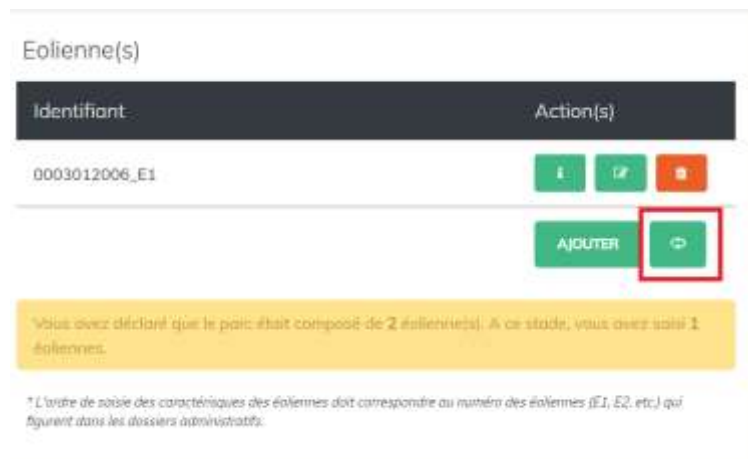 Eolienne(s)
Identifiant Action(s)
0003012006_E1
AJOUTER
Vous avez déclaré que le parc était composé de 2 éolienne(s). A ce stade, vous avez saisi 1
éoliennes.
* L'ordre de saisie des caractérisques des éoliennes doit correspondre au numéro des éoliennes (E1, E2, etc.) qui
figurent dans les dossiers administratifs.